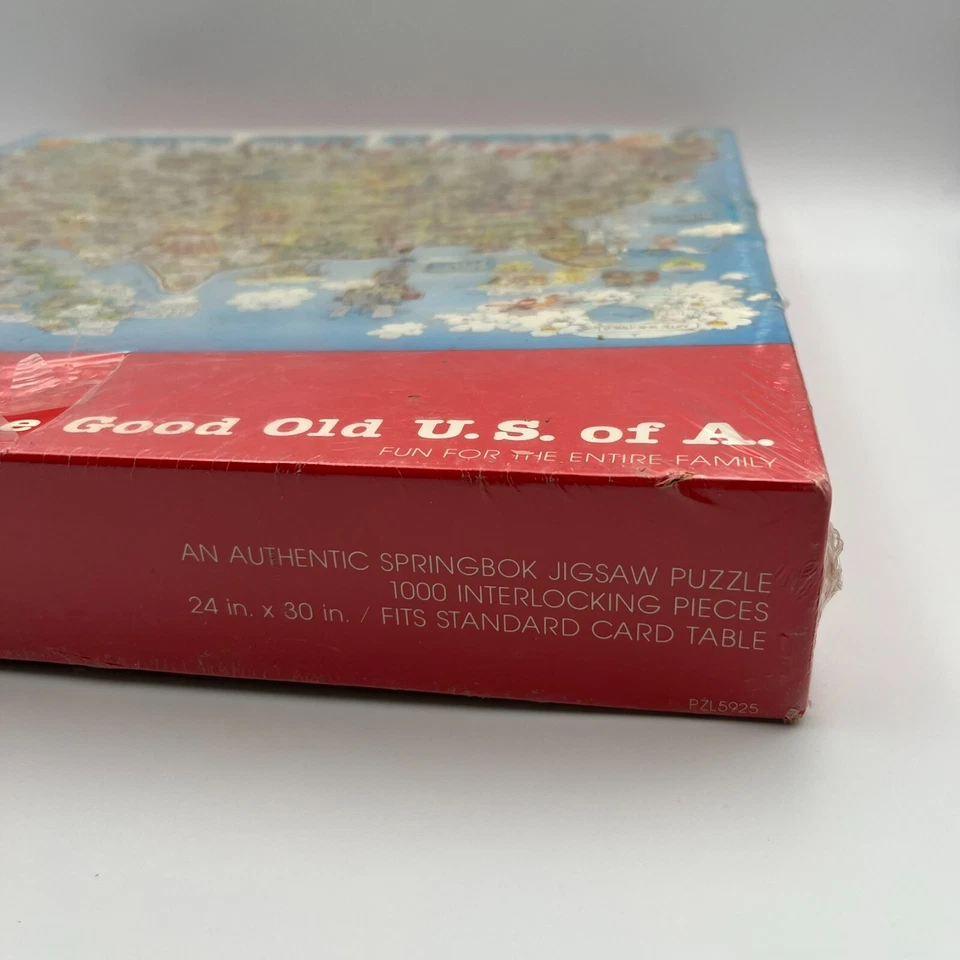 e Good Old U.S. of A.
FUN FOR THE ENTIRE FAMILY
AN AUTHENTIC SPRINGBOK JIGSAW PUZZLE
1000 INTERLOCKING PIECES
24 in. x 30 in. / FITS STANDARD CARD TABLE
PZL5925